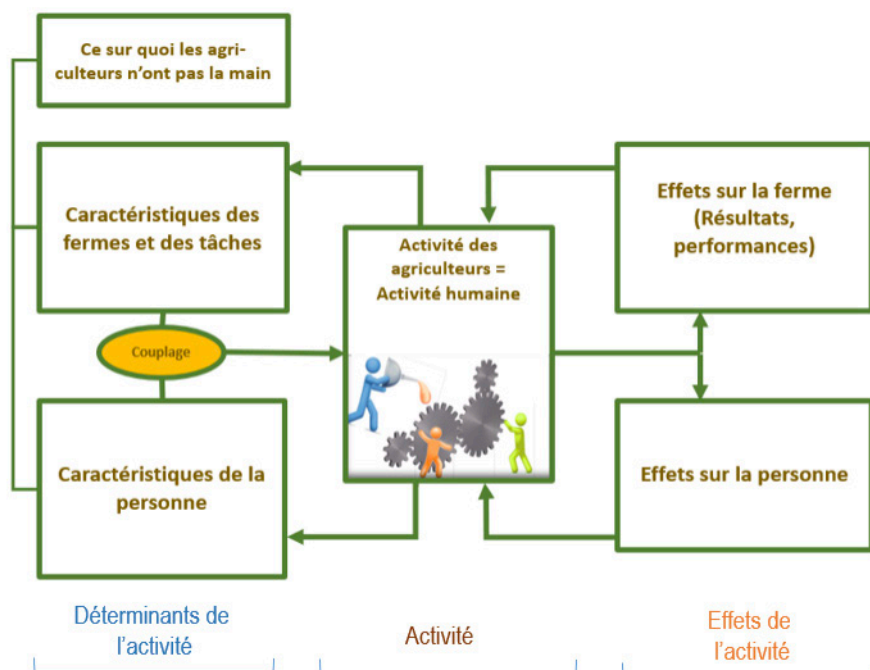 Ce sur quoi les agri-
culteurs n'ont pas la main
Caractéristiques des
fermes et des tâches
Couplage
Caractéristiques de la
personne
Activité des
agriculteurs =
Activité humaine
Effets sur la ferme
(Résultats,
performances)
Effets sur la personne
Déterminants de
l'activité
Activité
Effets de
l'activité